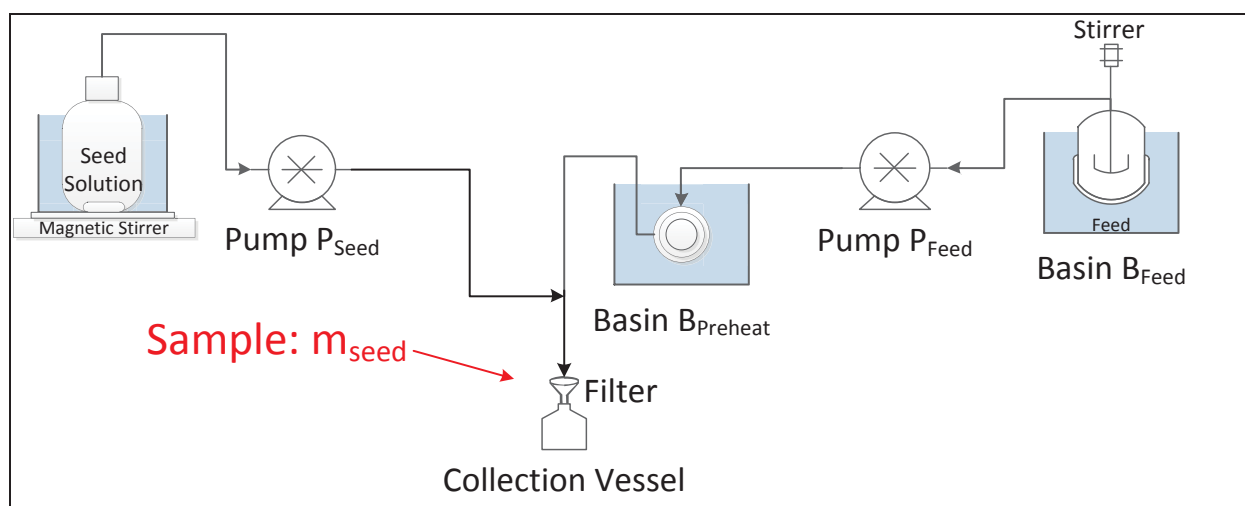 Stirrer
Seed
Solution
Magnetic Stirrer
Pump PSeed
Pump PFeed
Feed
Basin BFeed
Basin BPreheat
Sample: mseed
Filter
Collection Vessel